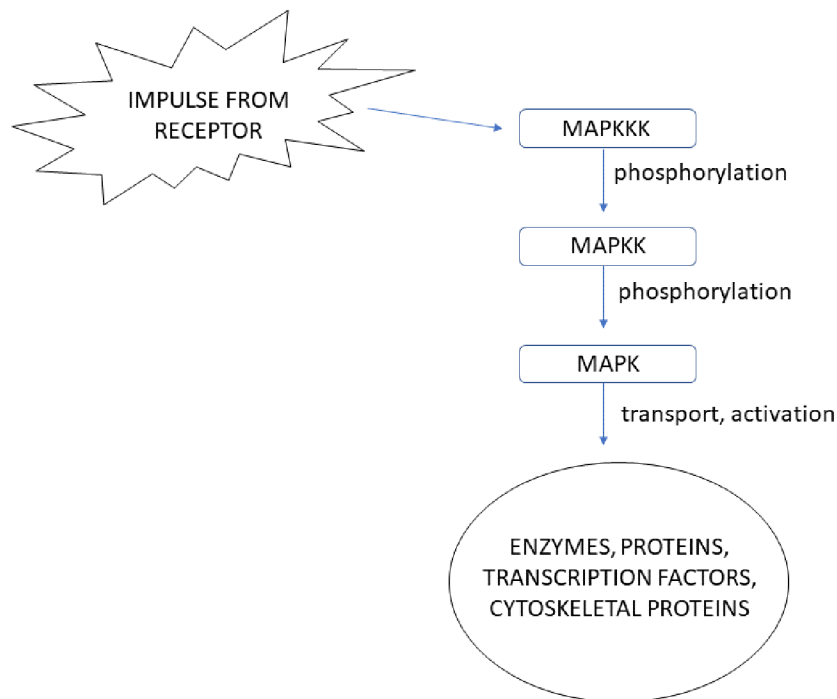 IMPULSE FROM
RECEPTOR
MAPKKK
phosphorylation
MAPKK
phosphorylation
MAPK
transport, activation
ENZYMES, PROTEINS,
TRANSCRIPTION FACTORS,
CYTOSKELETAL PROTEINS